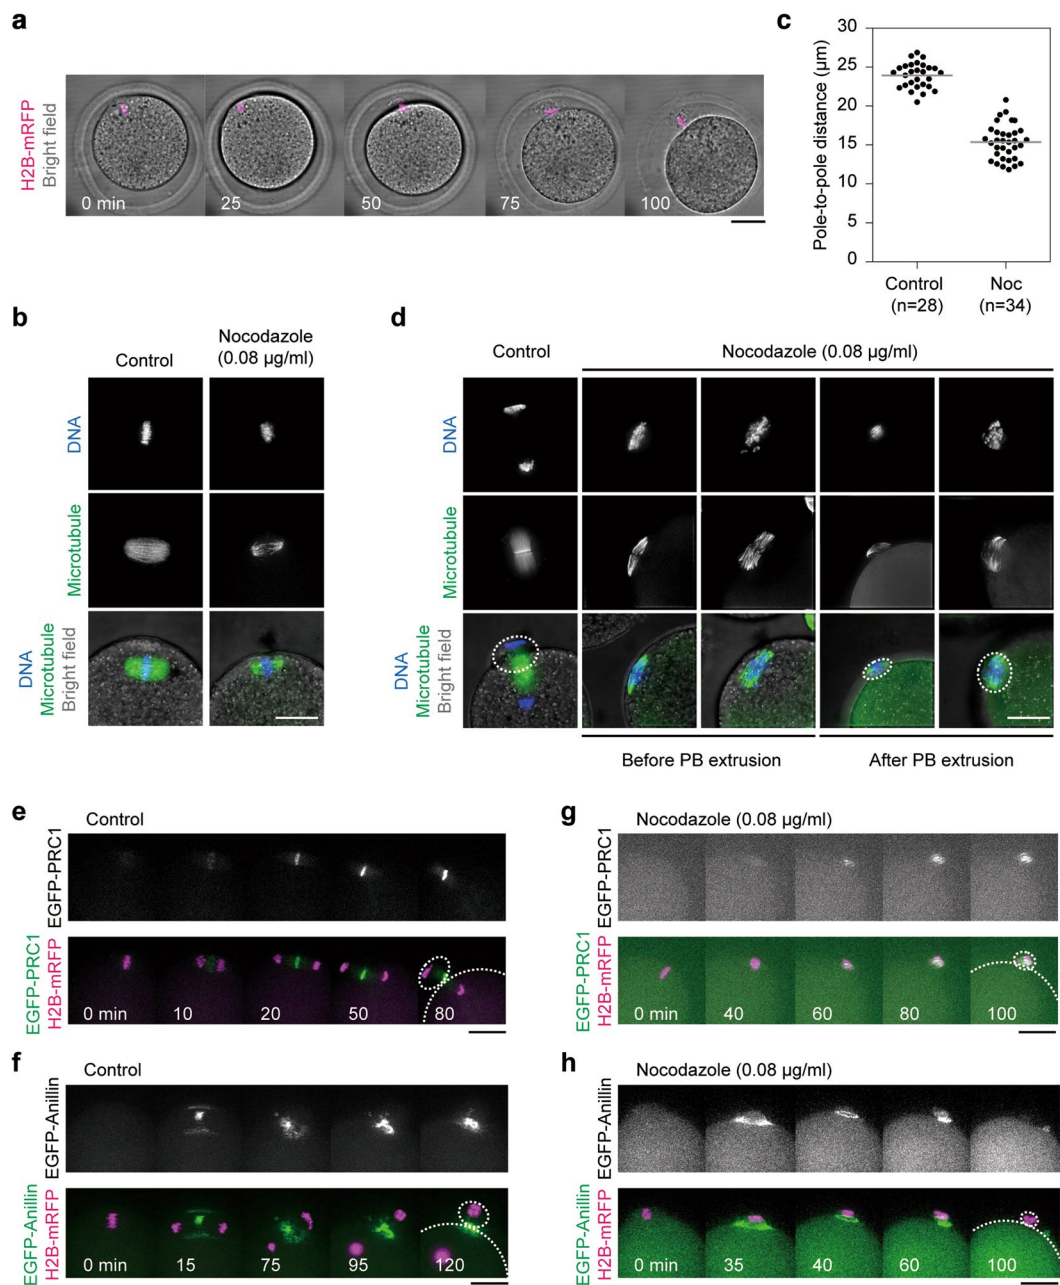 a
H2B-mRFP
Bright field
0 min
25
50
75
100
c
Pole-to-pole distance (µm)
30
25
20
15
10
5
0
Control
(n=28)
Noc
(n=34)
b
Control
Nocodazole
(0.08 µg/ml)
DNA
Microtubule
DNA
Microtubule
Bright field
d
Control
Nocodazole (0.08 µg/ml)
DNA
Microtubule
DNA
Microtubule
Bright field
Before PB extrusion
After PB extrusion
e
Control
EGFP-PRC1
EGFP-PRC1
H2B-mRFP
0 min
10
20
50
80
g
Nocodazole (0.08 µg/ml)
EGFP-PRC1
EGFP-PRC1
H2B-mRFP
0 min
40
60
80
100
f
Control
EGFP-Anillin
EGFP-Anillin
H2B-mRFP
0 min
15
75
95
120
h
Nocodazole (0.08 µg/ml)
EGFP-Anillin
EGFP-Anillin
H2B-mRFP
0 min
35
40
60
100